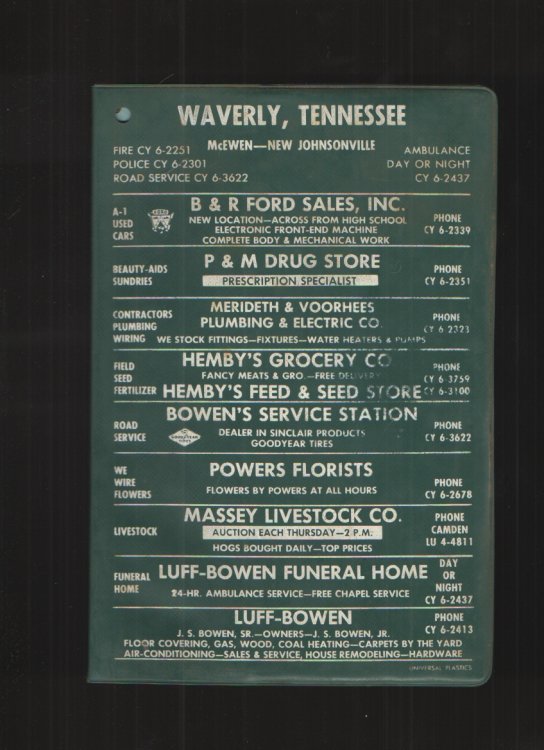 WAVERLY, TENNESSEE
McEWEN—NEW JOHNSONVILLE
FIRE CY 6-2251
POLICE CY 6-2301
ROAD SERVICE CY 6-3622
AMBULANCE
DAY OR NIGHT
CY 6-2437
A-1
USED
CARS
B & R FORD SALES, INC.
NEW LOCATION—ACROSS FROM HIGH SCHOOL
ELECTRONIC FRONT-END MACHINE
COMPLETE BODY & MECHANICAL WORK
PHONE
CY 6-2339
BEAUTY-AIDS
SUNDRIES
P & M DRUG STORE
PRESCRIPTION SPECIALIST
PHONE
CY 6-2351
CONTRACTORS
PLUMBING
WIRING
MERIDETH & VOORHEES
PLUMBING & ELECTRIC CO.
WE STOCK FITTINGS—FIXTURES—WATER HEATERS & PUMPS
PHONE
CY 6-2323
FIELD
SEED
FERTILIZER
HEMBY'S GROCERY CO
FANCY MEATS & GRO.—FREE DELIVERY
HEMBY'S FEED & SEED STORE
PHONE
CY 6-3759
CY 6-3100
ROAD
SERVICE
GOODYEAR
BOWEN'S SERVICE STATION
DEALER IN SINCLAIR PRODUCTS
GOODYEAR TIRES
PHONE
CY 6-3622
WE
WIRE
FLOWERS
POWERS FLORISTS
FLOWERS BY POWERS AT ALL HOURS
PHONE
CY 6-2678
LIVESTOCK
MASSEY LIVESTOCK CO.
AUCTION EACH THURSDAY—2 P.M.
HOGS BOUGHT DAILY—TOP PRICES
PHONE
CAMDEN
LU 4-4811
FUNERAL
HOME
LUFF-BOWEN FUNERAL HOME
24-HR. AMBULANCE SERVICE—FREE CHAPEL SERVICE
DAY
OR
NIGHT
CY 6-2437
LUFF-BOWEN
J. S. BOWEN, SR.—OWNERS—J. S. BOWEN, JR.
PHONE
CY 6-2413
FLOOR COVERING, GAS, WOOD, COAL HEATING—CARPETS BY THE YARD
AIR-CONDITIONING—SALES & SERVICE, HOUSE REMODELING—HARDWARE
UNIVERSAL PLASTICS